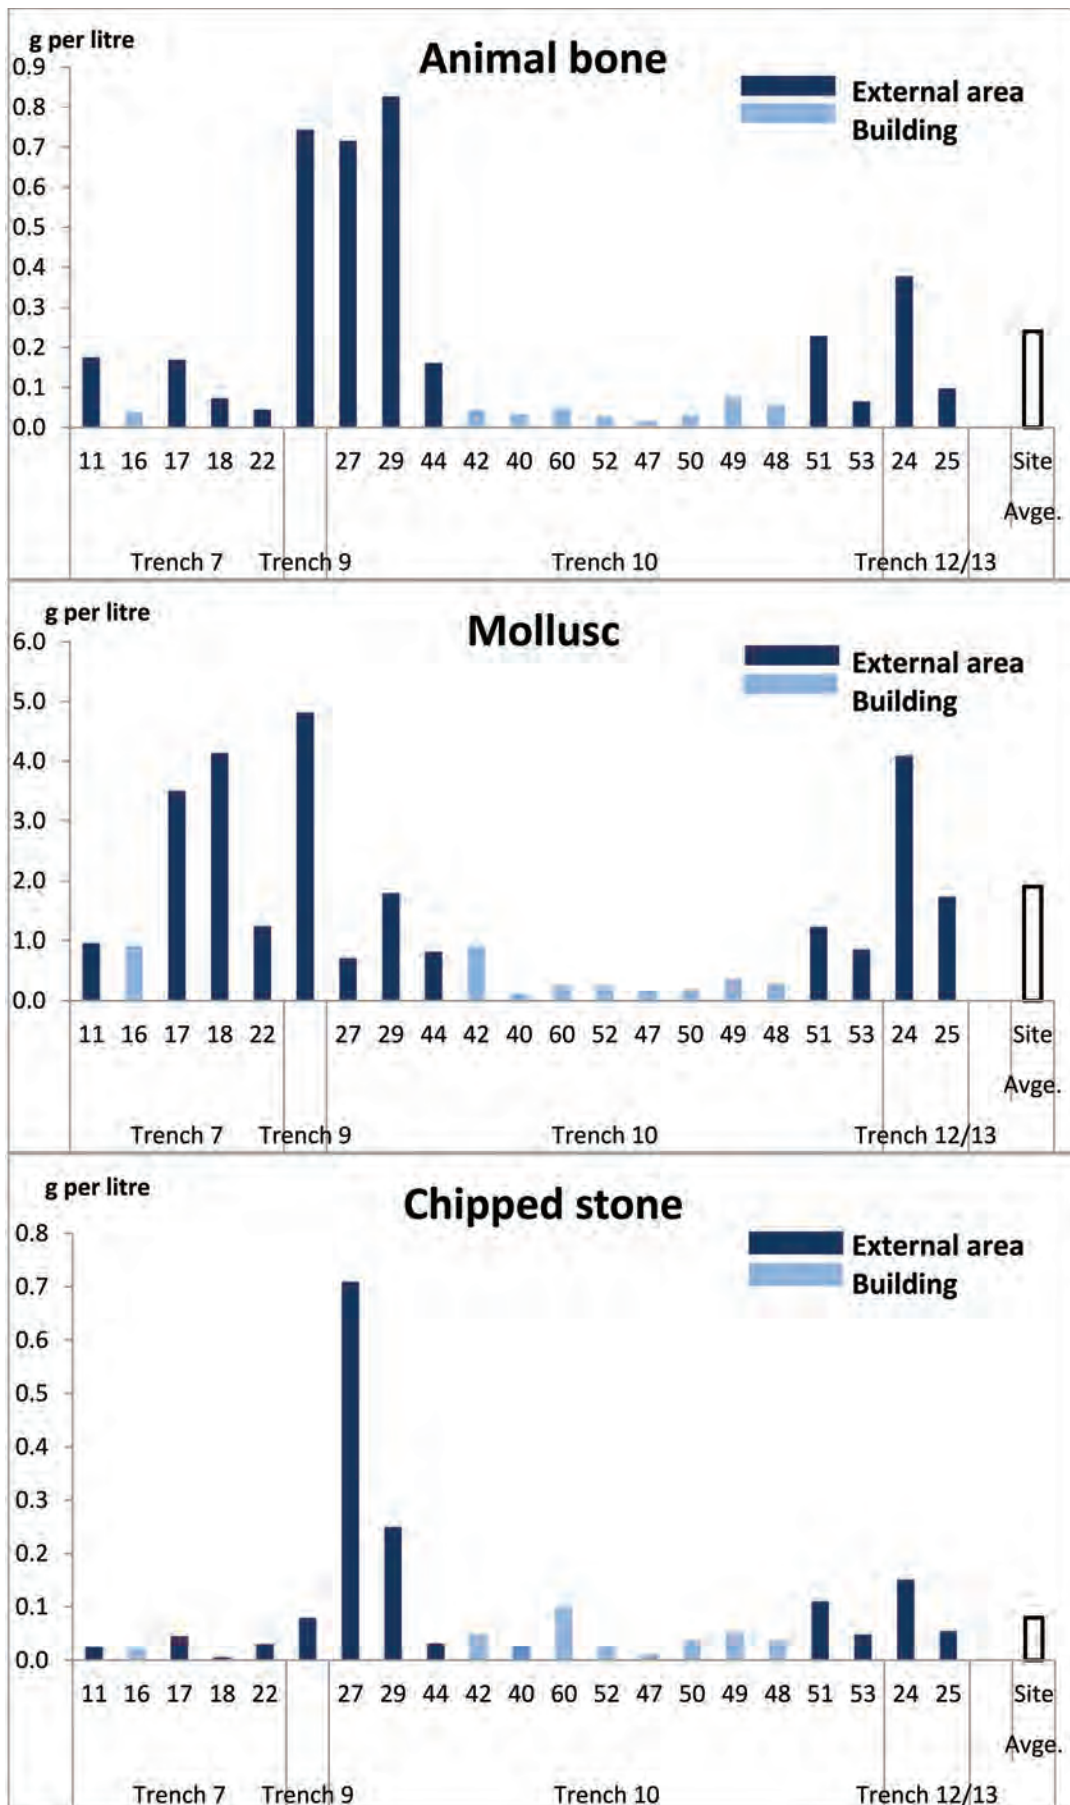 g per litre
Animal bone
External area
Building
0.9
0.8
0.7
0.6
0.5
0.4
0.3
0.2
0.1
0.0
11 16 17 18 22 27 29 44 42 40 60 52 47 50 49 48 51 53 24 25 Site
Avge.
Trench 7 Trench 9 Trench 10 Trench 12/13
g per litre
Mollusc
External area
Building
6.0
5.0
4.0
3.0
2.0
1.0
0.0
11 16 17 18 22 27 29 44 42 40 60 52 47 50 49 48 51 53 24 25 Site
Avge.
Trench 7 Trench 9 Trench 10 Trench 12/13
g per litre
Chipped stone
External area
Building
0.8
0.7
0.6
0.5
0.4
0.3
0.2
0.1
0.0
11 16 17 18 22 27 29 44 42 40 60 52 47 50 49 48 51 53 24 25 Site
Avge.
Trench 7 Trench 9 Trench 10 Trench 12/13